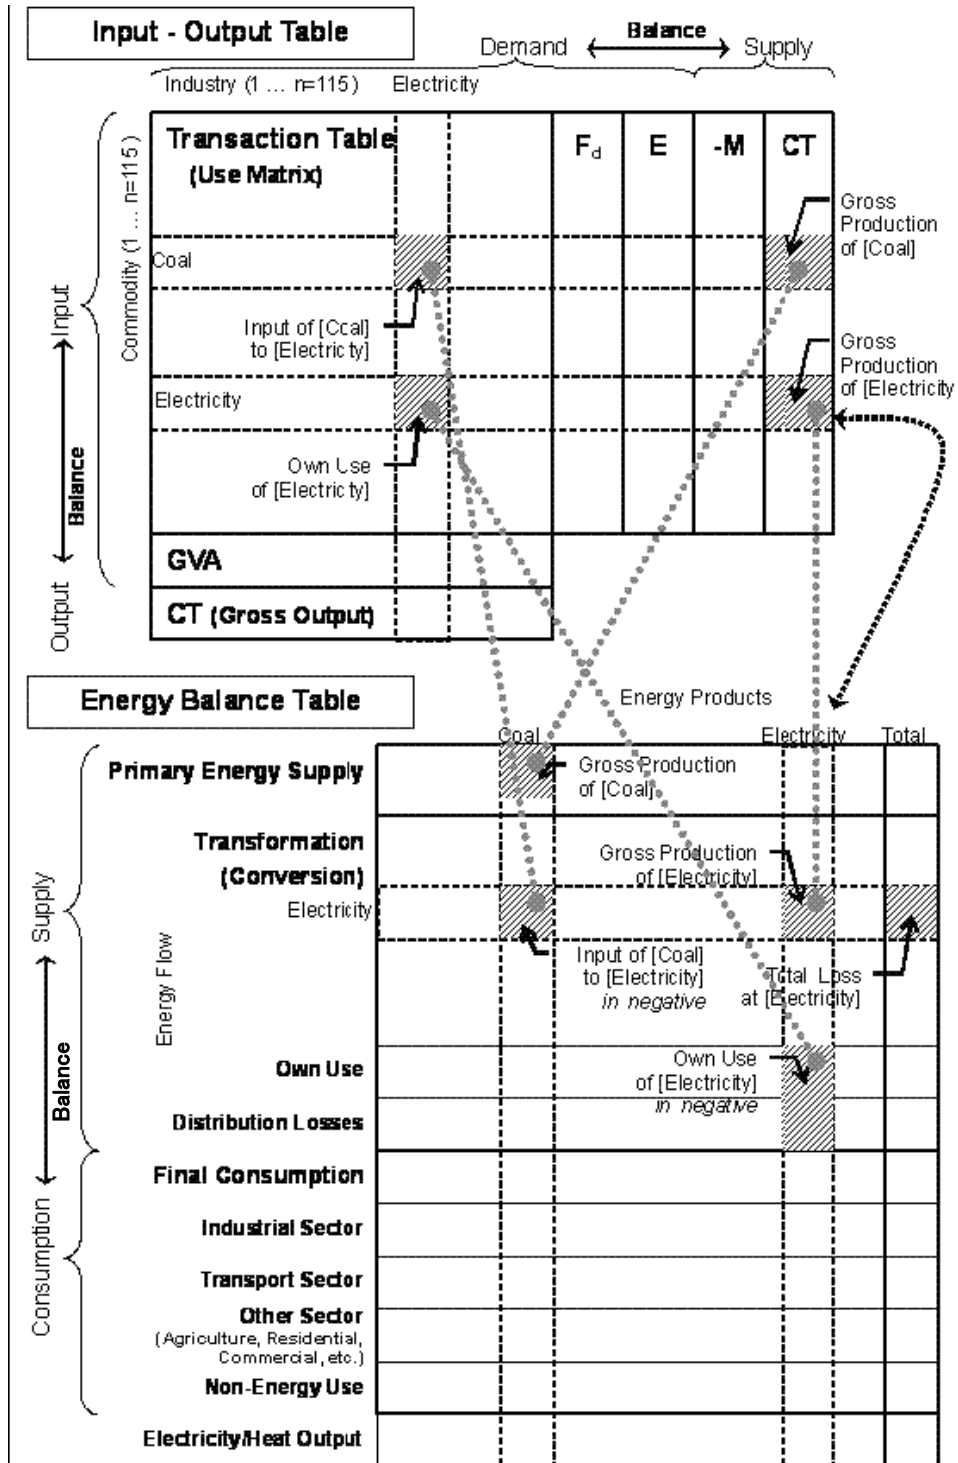 Input - Output Table
Balance
Demand
Supply
Industry (1 ... n=115)
Electricity
Transaction Table
(Use Matrix)
Fd
E
-M
CT
Commodity (1 ... n=115)
Gross
Production
of [Coal]
Coal
Input
Input of [Ccal]
to [Electricty]
Gross
Production
of [Electricity
Electricity
Own Use
of [Electricty]
Balance
GVA
Output
CT (Gross Output)
Energy Balance Table
Energy Products
Coal
Electricity
Total
Primary Energy Supply
Gross Production
of [Coal]
Transformation
(Conversion)
Gross Production
of [Electricity]
Supply
Electricity
Energy Flow
Input of [Coal]
to [Electricity]
in negative
Total Loss
at [Electricity]
Balance
Own Use
Own Use
of [Electricity]
in negative
Distribution Losses
Final Consumption
Consumption
Industrial Sector
Transport Sector
Other Sector
(Agriculture, Residential,
Commercial, etc.)
Non-Energy Use
Electricity/Heat Output